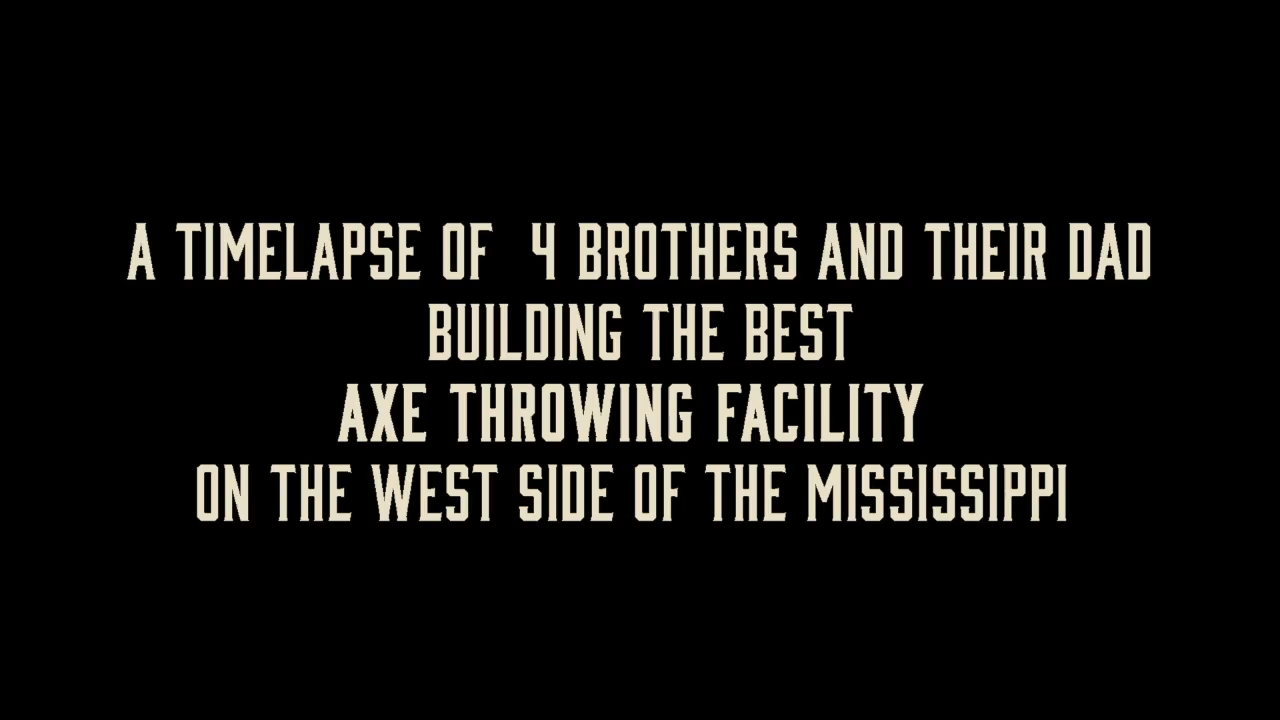 A TIMELAPSE OF 4 BROTHERS AND THEIR DAD
BUILDING THE BEST
AXE THROWING FACILITY
ON THE WEST SIDE OF THE MISSISSIPPI